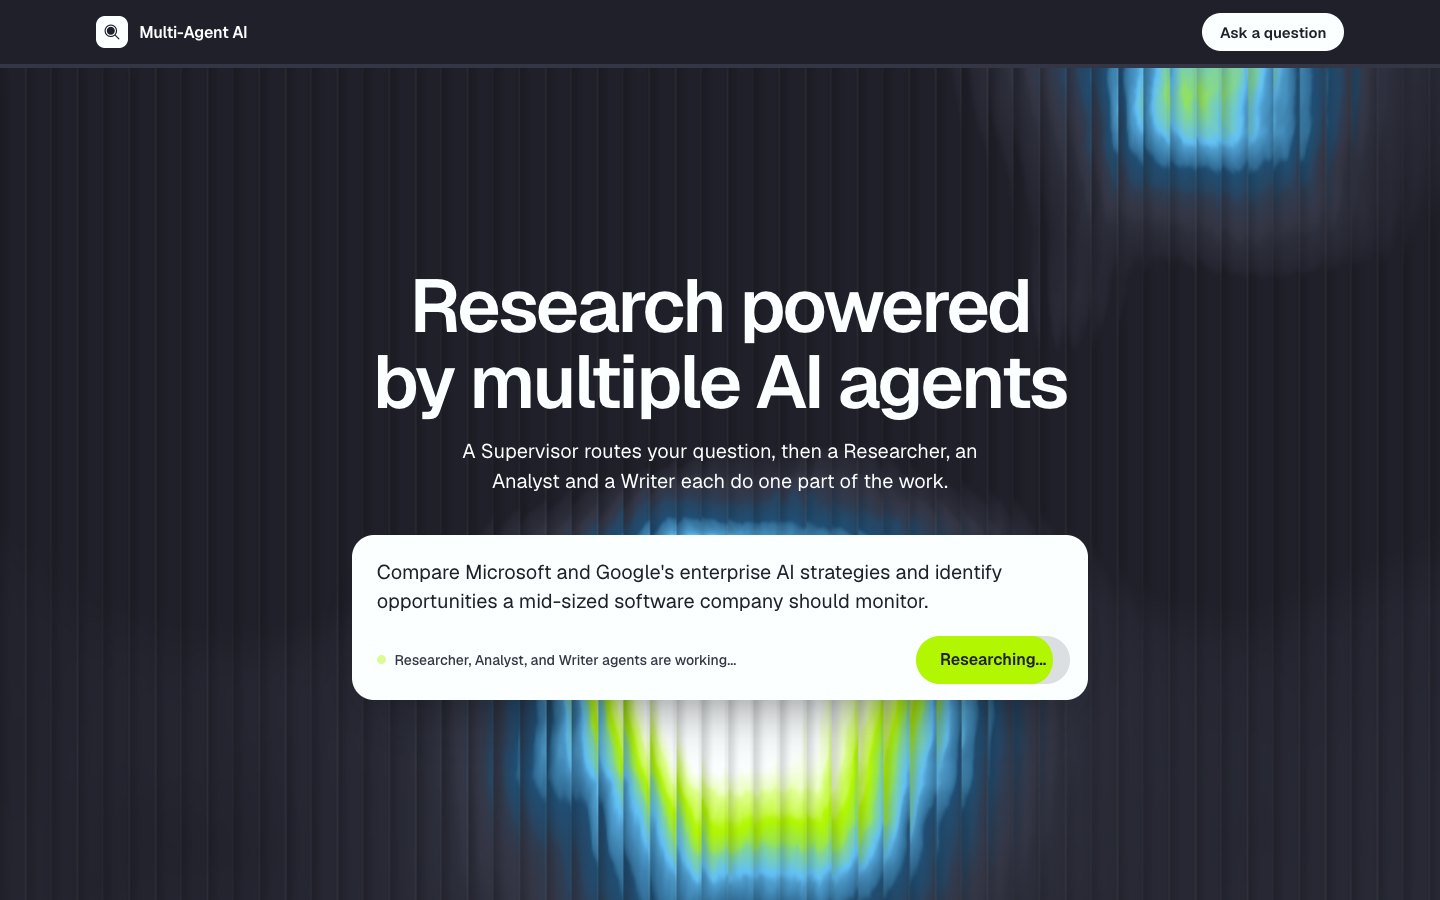 Multi-Agent AI
Ask a question
Research powered
by multiple AI agents
A Supervisor routes your question, then a Researcher, an
Analyst and a Writer each do one part of the work.
Compare Microsoft and Google's enterprise AI strategies and identify
opportunities a mid-sized software company should monitor.
Researcher, Analyst, and Writer agents are working...
Researching...